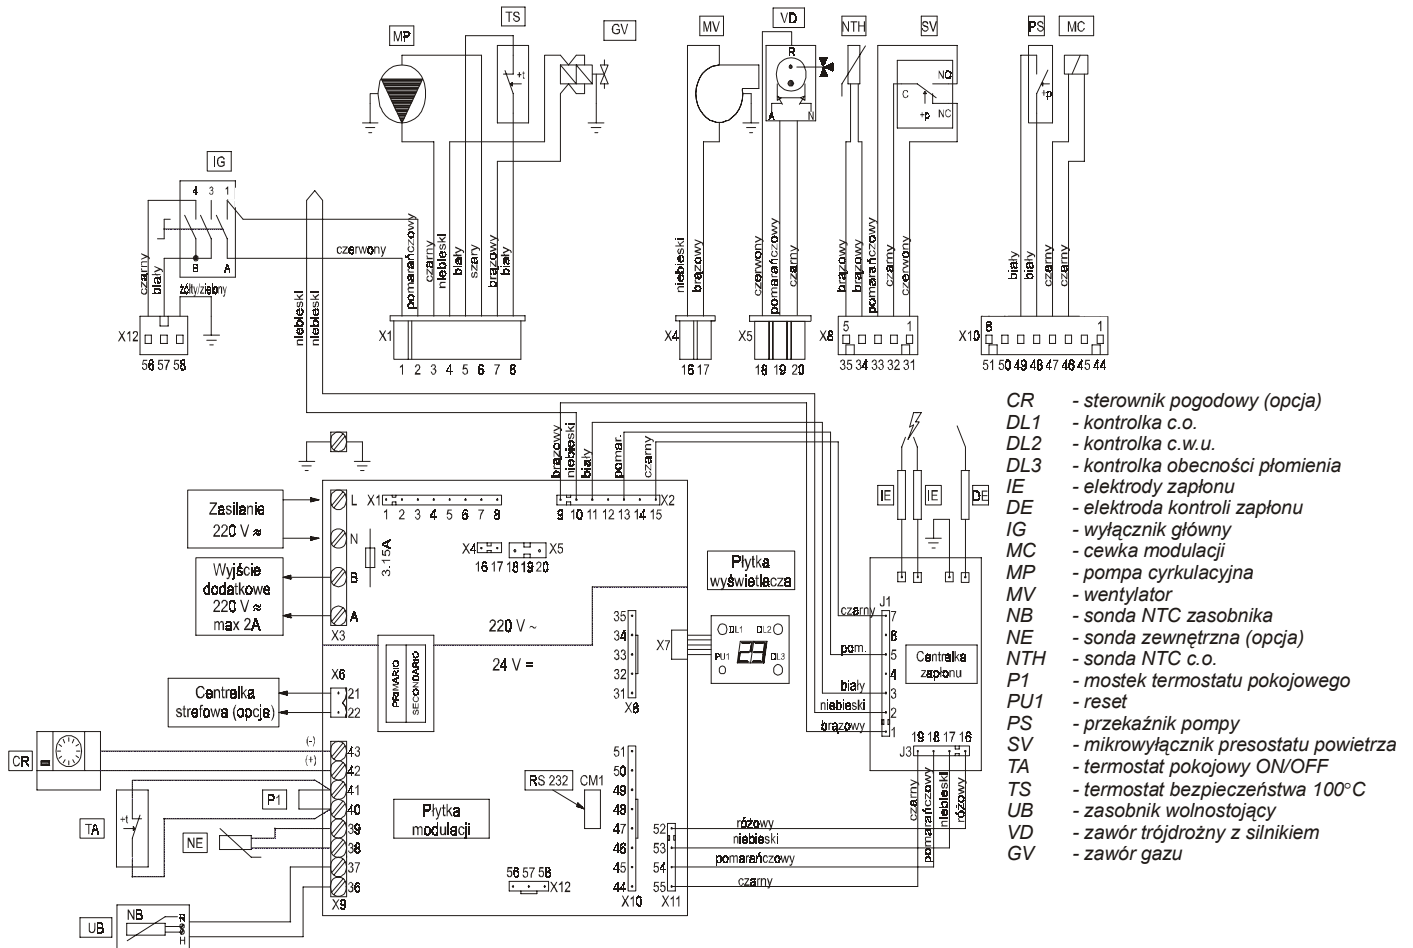 MP TS GV MV VD NTH SV PS MC
+t
R
A N
C NO
+p NC
+p
IG
4 3 1
B A
żółty/zielony
czarny
biały
czerwony
niebieski
niebieski
pomarańczowy
czarny
niebieski
biały
szary
brązowy
biały
niebieski
brązowy
czerwony
pomarańczowy
czarny
brązowy
brązowy
pomarańczowy
czarny
czerwony
biały
biały
czarny
czarny
X12
56 57 58
X1
1 2 3 4 5 6 7 8
X4
16 17
X5
18 19 20
X8
5 1
35 34 33 32 31
X10
8 1
51 50 49 48 47 46 45 44
CR - sterownik pogodowy (opcja)
DL1 - kontrolka c.o.
DL2 - kontrolka c.w.u.
DL3 - kontrolka obecności płomienia
IE - elektrody zapłonu
DE - elektroda kontroli zapłonu
IG - wyłącznik główny
MC - cewka modulacji
MP - pompa cyrkulacyjna
MV - wentylator
NB - sonda NTC zasobnika
NE - sonda zewnętrzna (opcja)
NTH - sonda NTC c.o.
P1 - mostek termostatu pokojowego
PU1 - reset
PS - przekaźnik pompy
SV - mikrowyłącznik presostatu powietrza
TA - termostat pokojowy ON/OFF
TS - termostat bezpieczeństwa 100°C
UB - zasobnik wolnostojący
VD - zawór trójdrożny z silnikiem
GV - zawór gazu
brązowy
niebieski
biały
pomar.
czarny
Zasilanie
220 V ≈
Wyjście
dodatkowe
220 V ≈
max 2A
L
N
B
A
X3
3.15A
X1
1 2 3 4 5 6 7 8
X2
9 10 11 12 13 14 15
X4
16 17
X5
18 19 20
220 V ~
24 V =
PRIMARIO
SECONDARIO
Centralka
strefowa (opcja)
X6
21
22
35
34
33
32
31
X8
Płytka
wyświetlacza
X7
DL1 DL2
PU1 DL3
IE IE DE
J1
7
6
5
4
3
2
1
czarny
pom.
biały
niebieski
brązowy
Centralka
zapłonu
J3
19 18 17 16
czarny
pomarańczowy
niebieski
różowy
CR
(-)
(+)
43
42
41
40
39
38
37
36
X9
P1
TA
+t
NE
UB
NB
H
Płytka
modulacji
RS 232
CM1
51
50
49
48
47
46
45
44
X10
52
53
54
55
X11
różowy
niebieski
pomarańczowy
czarny
56 57 58
X12